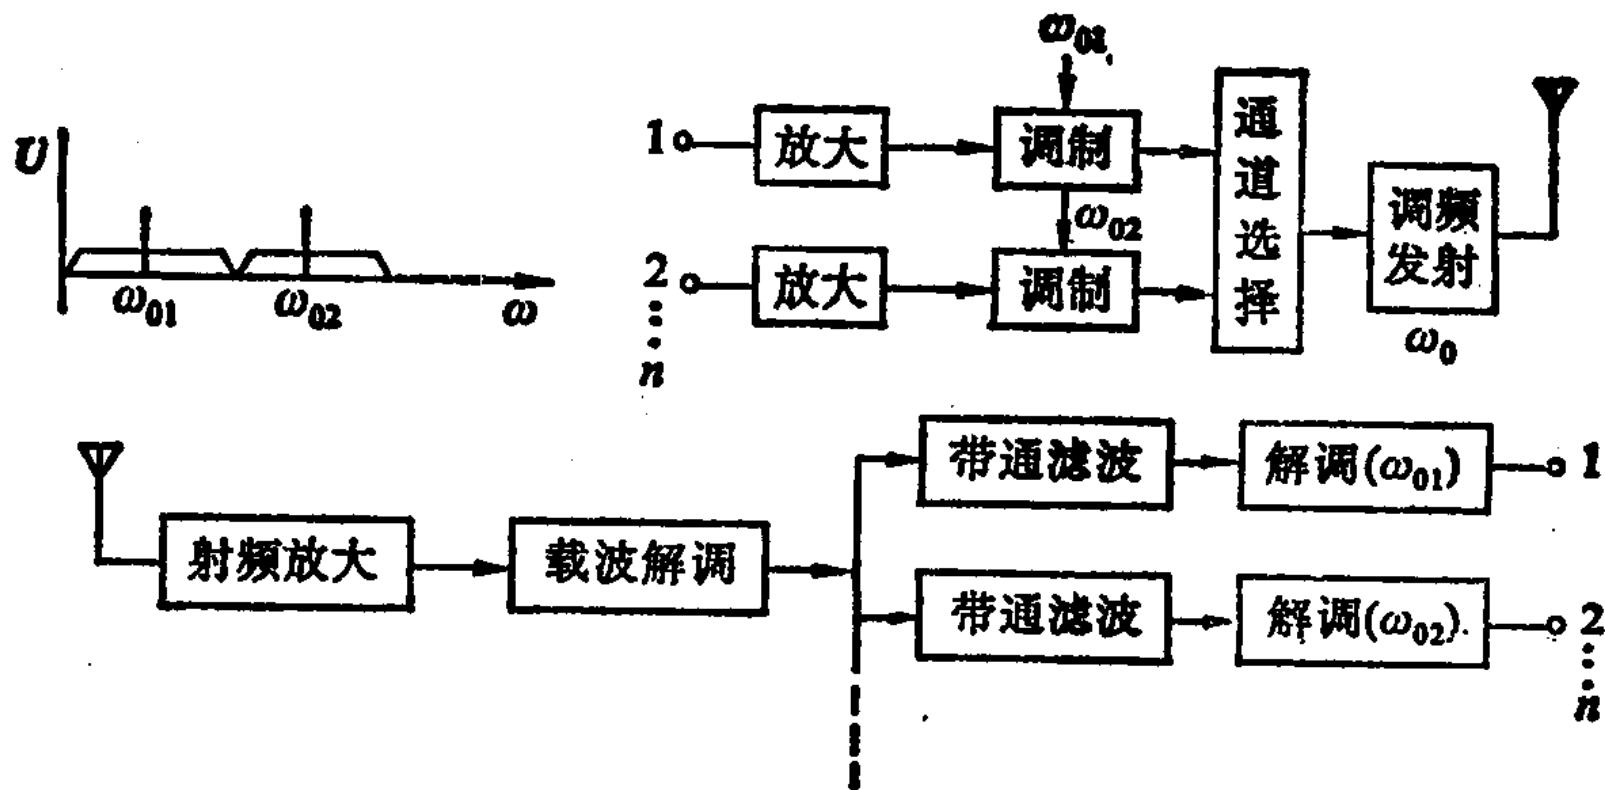 U
ω01
ω02
ω
1
放大
调制
2
放大
ω02
调制
n
通道选择
调频发射
ω0
射频放大
载波解调
带通滤波
解调(ω01)
1
带通滤波
解调(ω02)
2
n